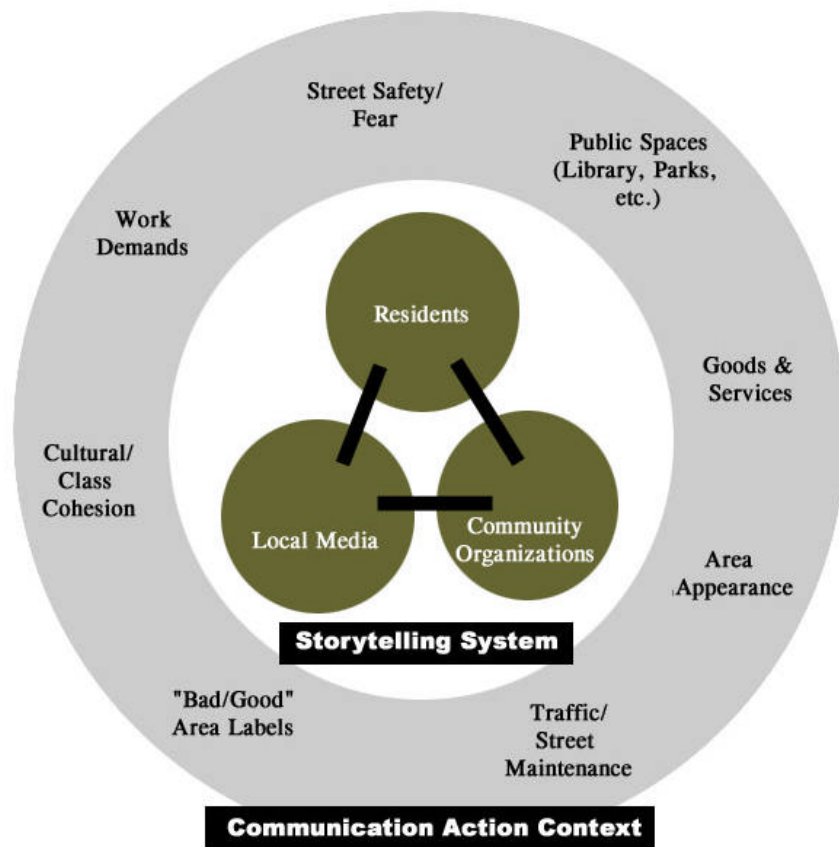 Street Safety/
Fear
Public Spaces
(Library, Parks,
etc.)
Work
Demands
Residents
Goods &
Services
Cultural/
Class
Cohesion
Local Media
Community
Organizations
Area
Appearance
Storytelling System
"Bad/Good"
Area Labels
Traffic/
Street
Maintenance
Communication Action Context